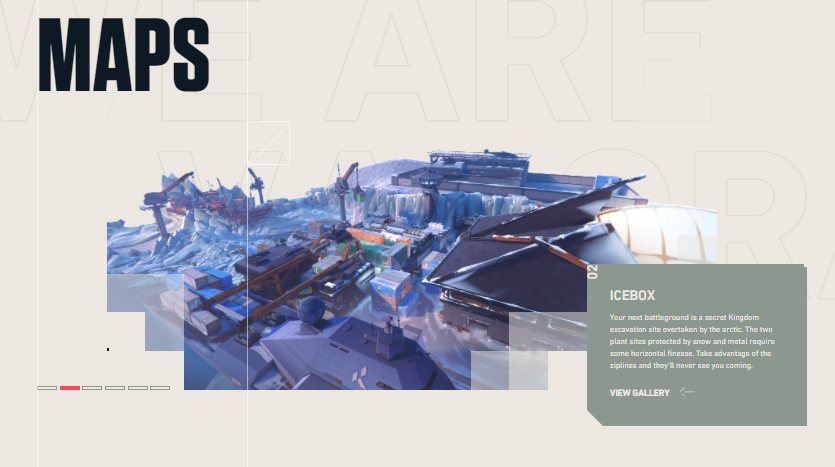 WE ARE
MAPS
VALOR
02
ICEBOX
Your next battleground is a secret Kingdom
excavation site overtaken by the arctic. The two
plant sites protected by snow and metal require
some horizontal finesse. Take advantage of the
ziplines and they'll never see you coming.
VIEW GALLERY